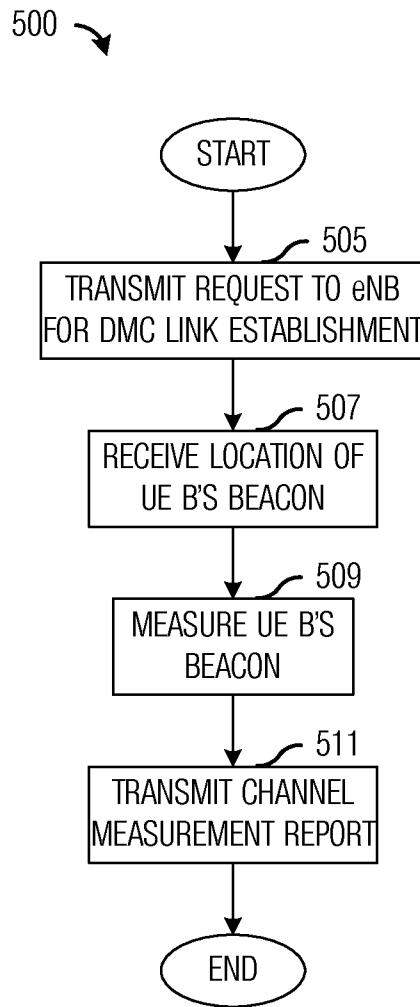 500
START
505
TRANSMIT REQUEST TO eNB
FOR DMC LINK ESTABLISHMENT
507
RECEIVE LOCATION OF
UE B'S BEACON
509
MEASURE UE B'S
BEACON
511
TRANSMIT CHANNEL
MEASUREMENT REPORT
END